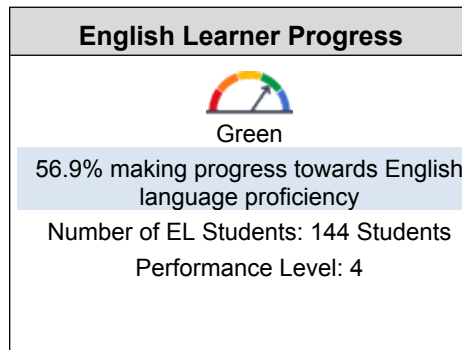 English Learner Progress
Green
56.9% making progress towards English
language proficiency
Number of EL Students: 144 Students
Performance Level: 4